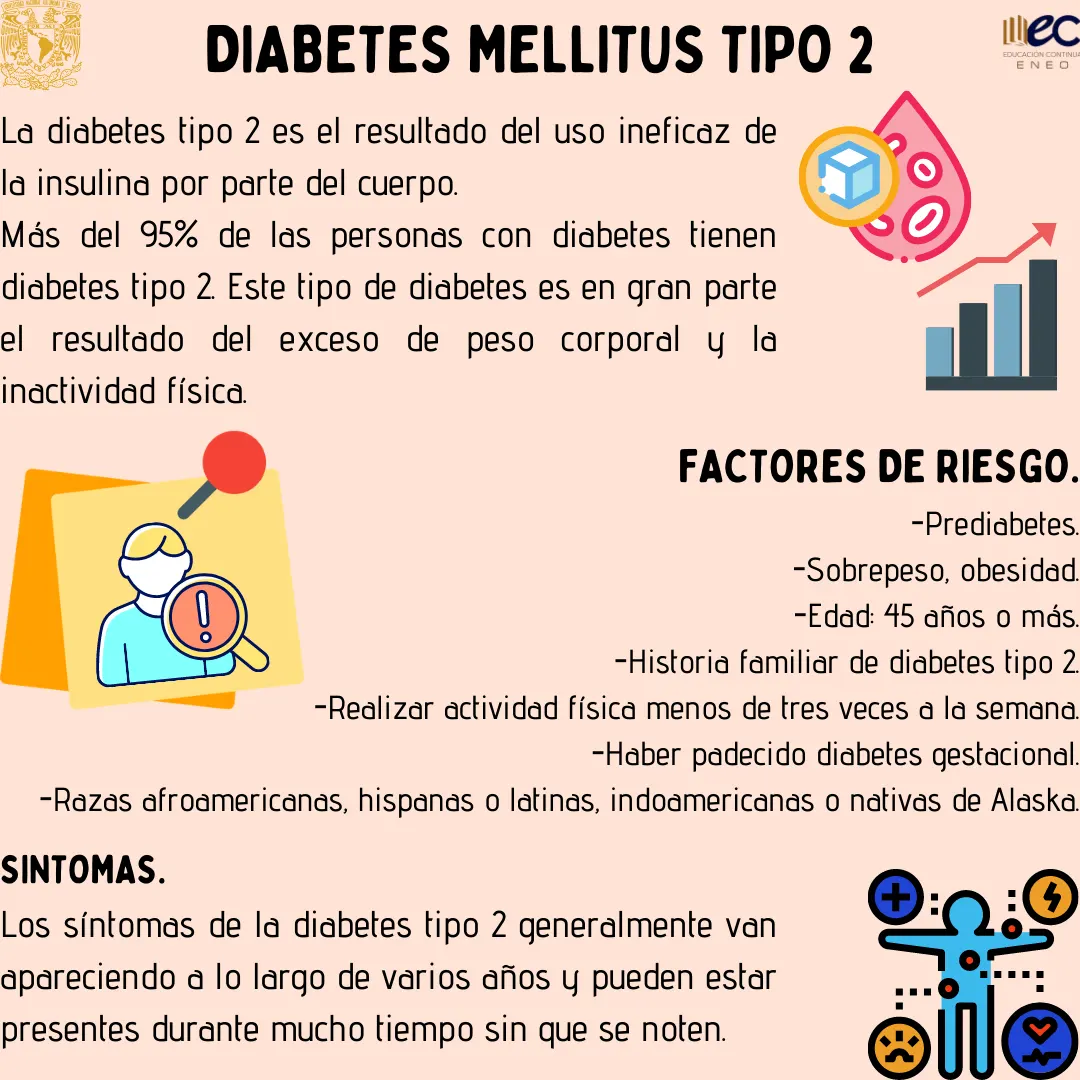 DIABETES MELLITUS TIPO 2
ec
EDUCACIÓN CONTINUA
ENEO
La diabetes tipo 2 es el resultado del uso ineficaz de
la insulina por parte del cuerpo.
Más del 95% de las personas con diabetes tienen
diabetes tipo 2. Este tipo de diabetes es en gran parte
el resultado del exceso de peso corporal y la
inactividad física.
FACTORES DE RIESGO.
-Prediabetes.
-Sobrepeso, obesidad.
-Edad: 45 años o más.
-Historia familiar de diabetes tipo 2.
-Realizar actividad física menos de tres veces a la semana.
-Haber padecido diabetes gestacional.
-Razas afroamericanas, hispanas o latinas, indoamericanas o nativas de Alaska.
SINTOMAS.
Los síntomas de la diabetes tipo 2 generalmente van
apareciendo a lo largo de varios años y pueden estar
presentes durante mucho tiempo sin que se noten.